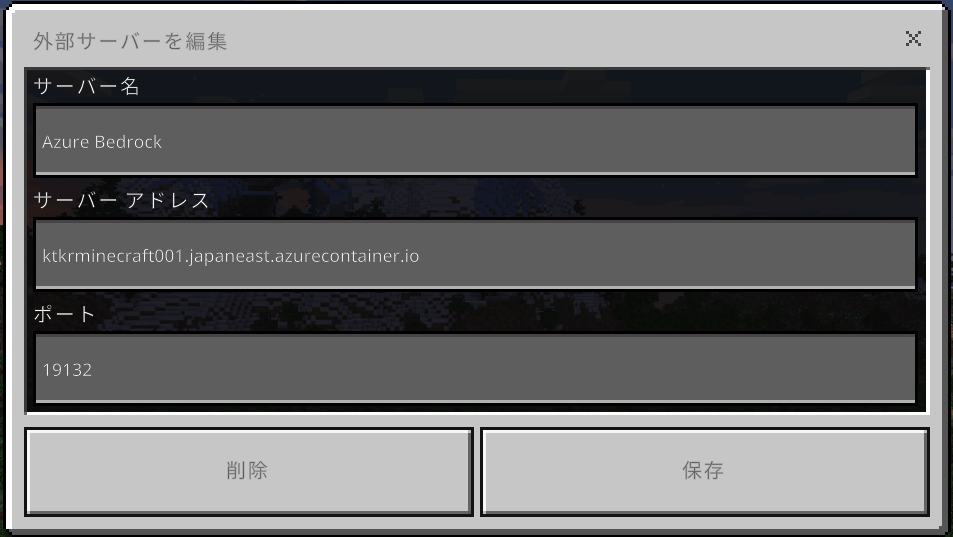 外部サーバーを編集
サーバー名
Azure Bedrock
サーバー アドレス
ktkrminecraft001.japaneast.azurecontainer.io
ポート
19132
削除
保存